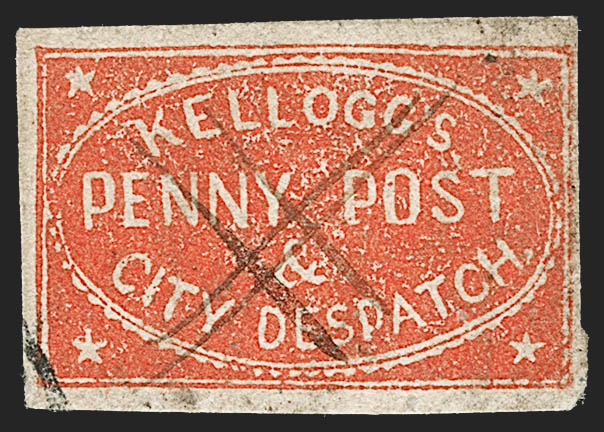 KELLOGG'S
PENNY POST
&
CITY DESPATCH.